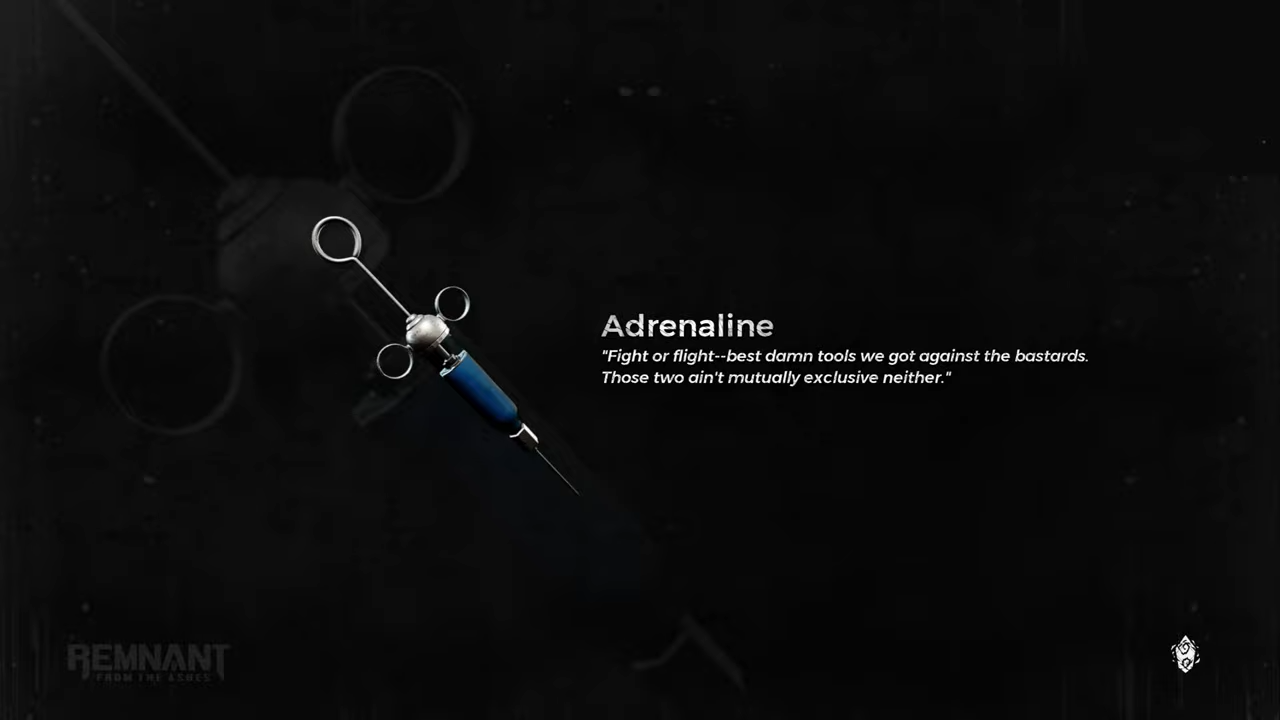 Adrenaline
"Fight or flight--best damn tools we got against the bastards.
Those two ain't mutually exclusive neither."
REMNANT
FROM THE ASHES